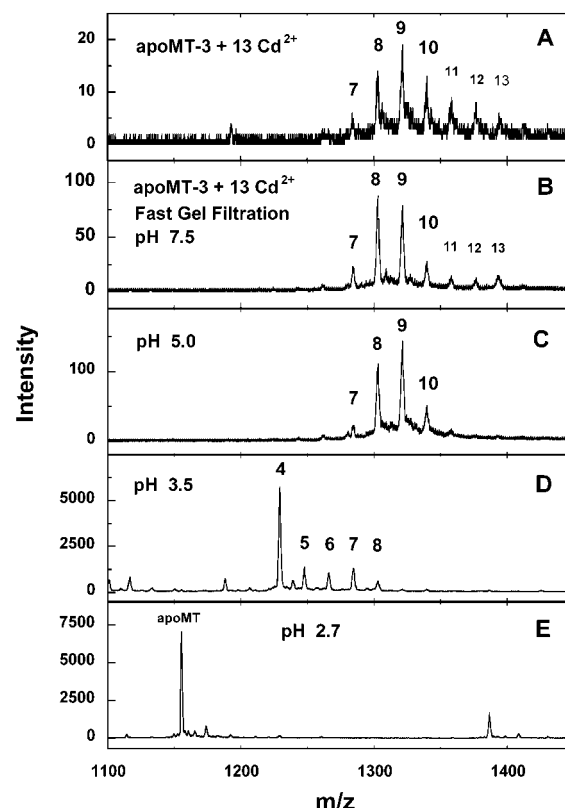 apoMT-3 + 13 Cd²⁺
A
20
10
0
7
8
9
10
11
12
13
apoMT-3 + 13 Cd²⁺
Fast Gel Filtration
pH 7.5
B
100
50
0
7
8
9
10
11
12
13
pH 5.0
C
100
0
7
8
9
10
pH 3.5
D
5000
2500
0
4
5
6
7
8
apoMT
pH 2.7
E
7500
5000
2500
0
1100
1200
1300
1400
Intensity
m/z